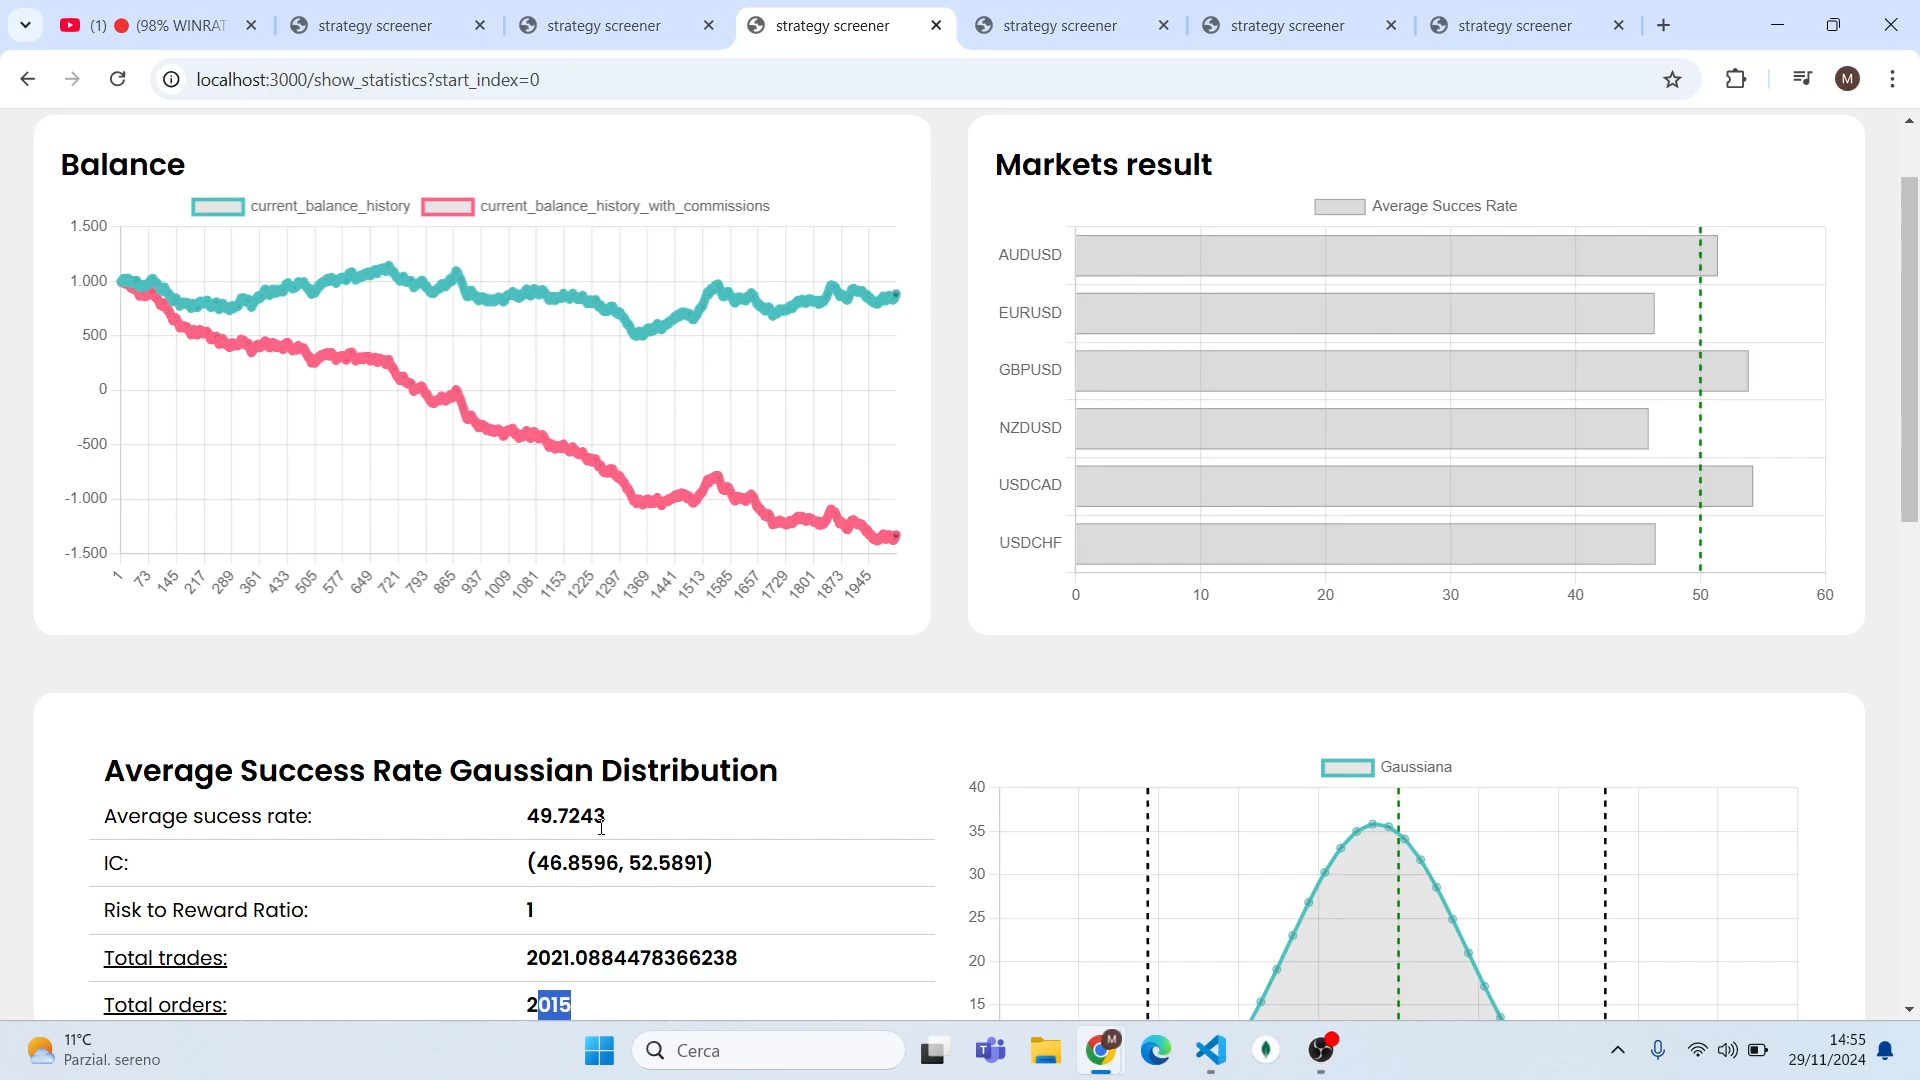 (1) 🔴 (98% WINRAT
strategy screener
strategy screener
strategy screener
strategy screener
strategy screener
strategy screener
localhost:3000/show_statistics?start_index=0
M
Balance
current_balance_history
current_balance_history_with_commissions
1.500
1.000
500
0
-500
-1.000
-1.500
1
73
145
217
289
361
433
505
577
649
721
793
865
937
1009
1081
1153
1225
1297
1369
1441
1513
1585
1657
1729
1801
1873
1945
Markets result
Average Succes Rate
AUDUSD
EURUSD
GBPUSD
NZDUSD
USDCAD
USDCHF
0 10 20 30 40 50 60
Average Success Rate Gaussian Distribution
Average sucess rate: 49.7243
IC: (46.8596, 52.5891)
Risk to Reward Ratio: 1
Total trades: 2021.0884478366238
Total orders: 2015
Gaussiana
40
35
30
25
20
15
11°C
Parzial. sereno
Cerca
M
14:55
29/11/2024